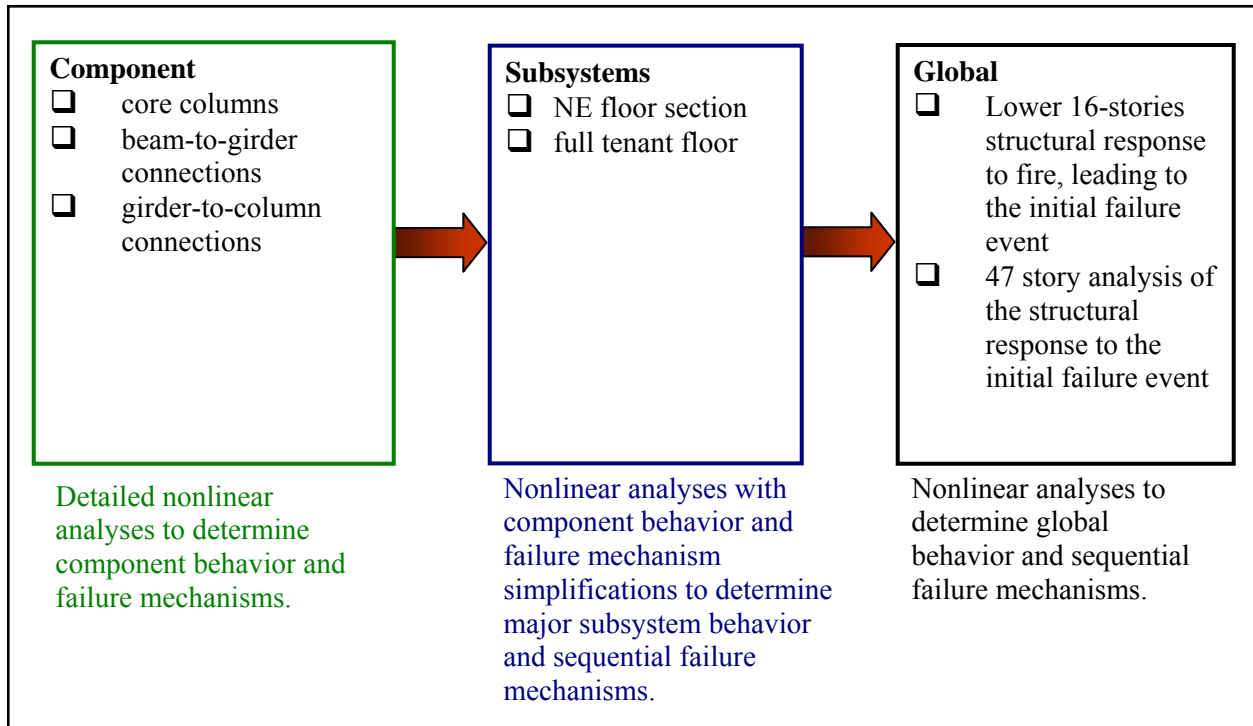 Component
❑ core columns
❑ beam-to-girder
connections
❑ girder-to-column
connections
Detailed nonlinear
analyses to determine
component behavior and
failure mechanisms.
Subsystems
❑ NE floor section
❑ full tenant floor
Nonlinear analyses with
component behavior and
failure mechanism
simplifications to determine
major subsystem behavior
and sequential failure
mechanisms.
Global
❑ Lower 16-stories
structural response
to fire, leading to
the initial failure
event
❑ 47 story analysis of
the structural
response to the
initial failure event
Nonlinear analyses to
determine global
behavior and sequential
failure mechanisms.